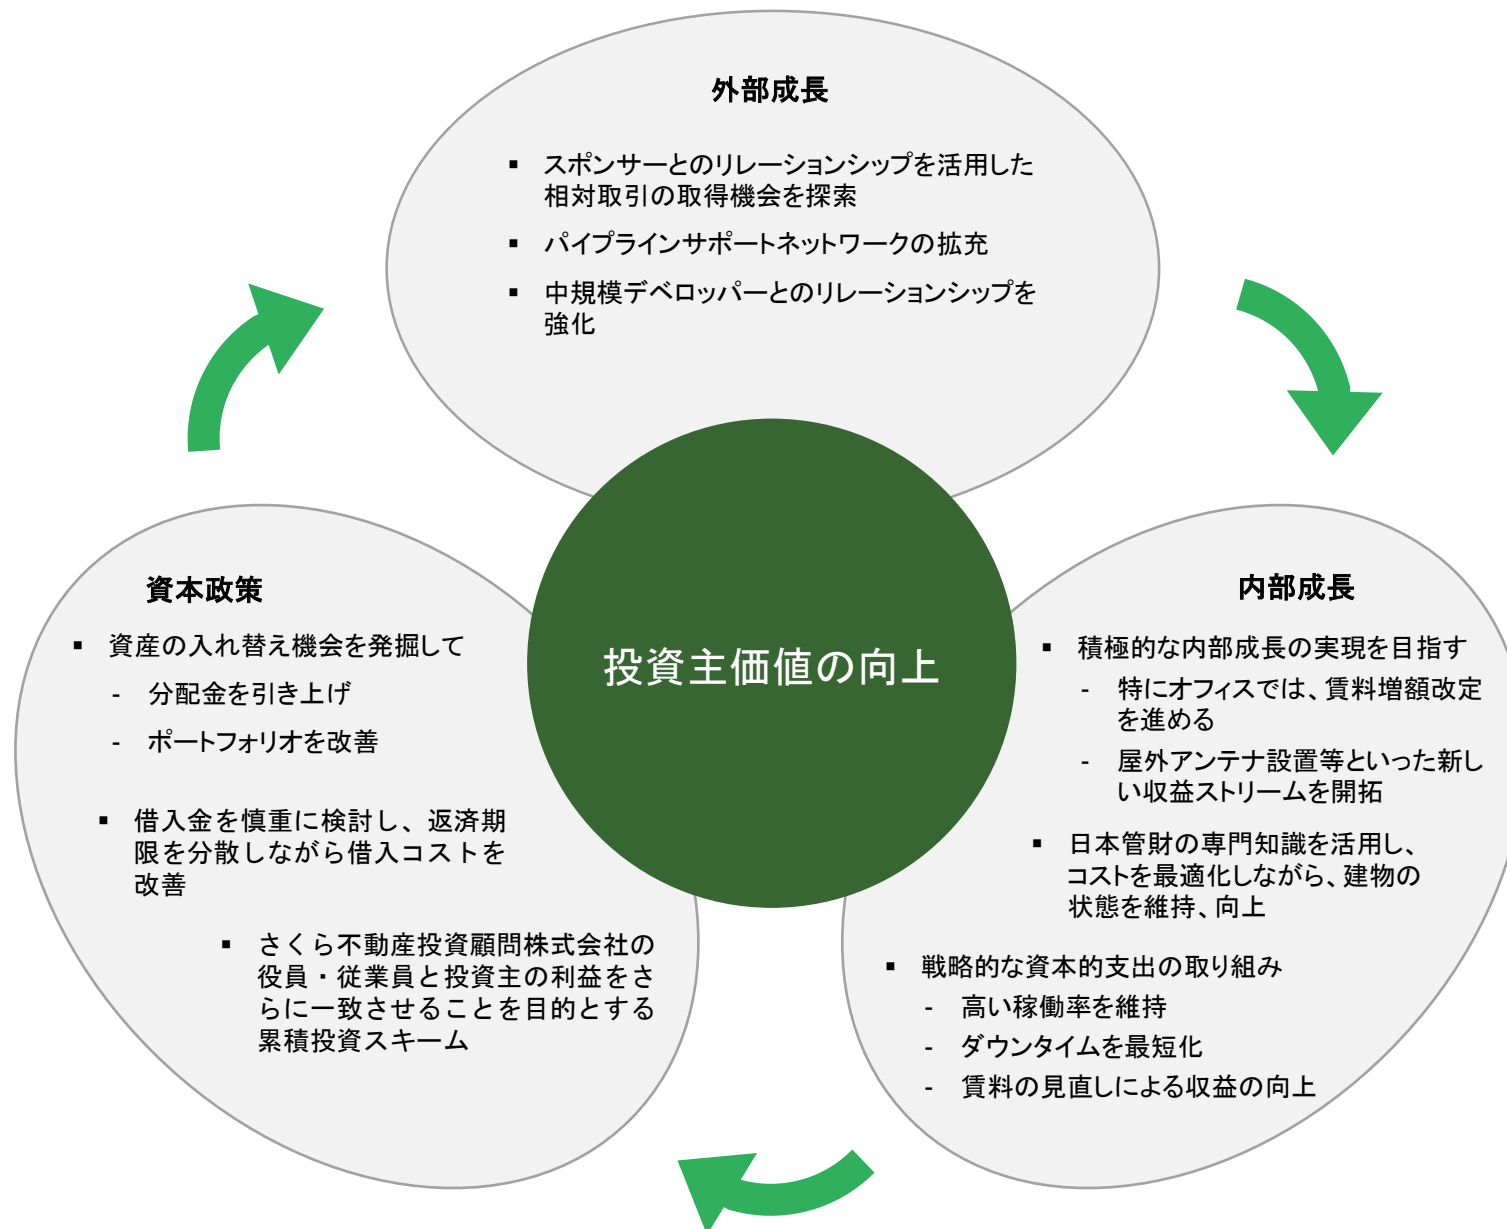 外部成長
▪ スポンサーとのリレーションシップを活用した
相対取引の取得機会を探索
▪ パイプラインサポートネットワークの拡充
▪ 中規模デベロッパーとのリレーションシップを
強化
投資主価値の向上
資本政策
▪ 資産の入れ替え機会を発掘して
- 分配金を引き上げ
- ポートフォリオを改善
▪ 借入金を慎重に検討し、返済期
限を分散しながら借入コストを
改善
▪ さくら不動産投資顧問株式会社の
役員・従業員と投資主の利益をさ
らに一致させることを目的とする
累積投資スキーム
内部成長
▪ 積極的な内部成長の実現を目指す
- 特にオフィスでは、賃料増額改定
を進める
- 屋外アンテナ設置等といった新し
い収益ストリームを開拓
▪ 日本管財の専門知識を活用し、
コストを最適化しながら、建物の
状態を維持、向上
▪ 戦略的な資本的支出の取り組み
- 高い稼働率を維持
- ダウンタイムを最短化
- 賃料の見直しによる収益の向上